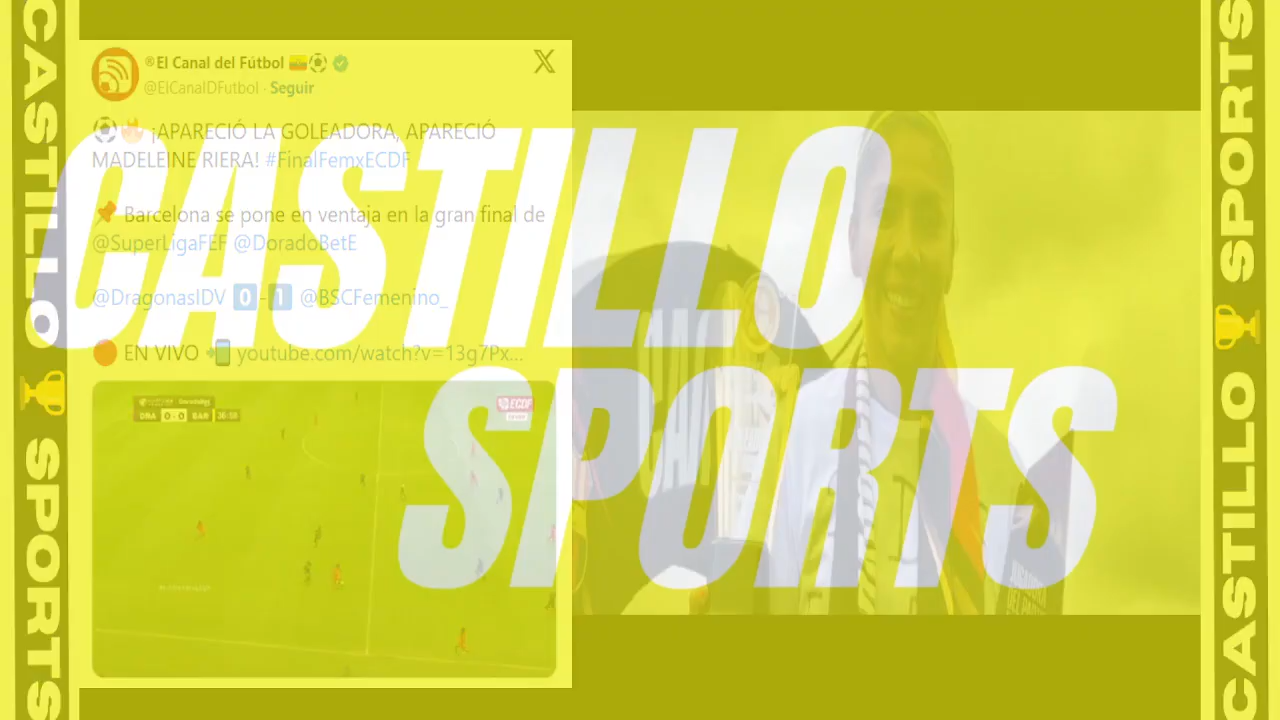 CASTILLO SPORTS
®El Canal del Fútbol
@ElCanalDFutbol · Seguir
¡APARECIÓ LA GOLEADORA, APARECIÓ
MADELEINE RIERA! #FinalFemxECDF
Barcelona se pone en ventaja en la gran final de
@SuperLigaFEF @DoradoBetE
@DragonasIDV 0-1 @BSCFemenino_
EN VIVO youtube.com/watch?v=13g7Px...
DRA 0-0 BAR
ECDF
CASTILLO
SPORTS
CASTILLO SPORTS